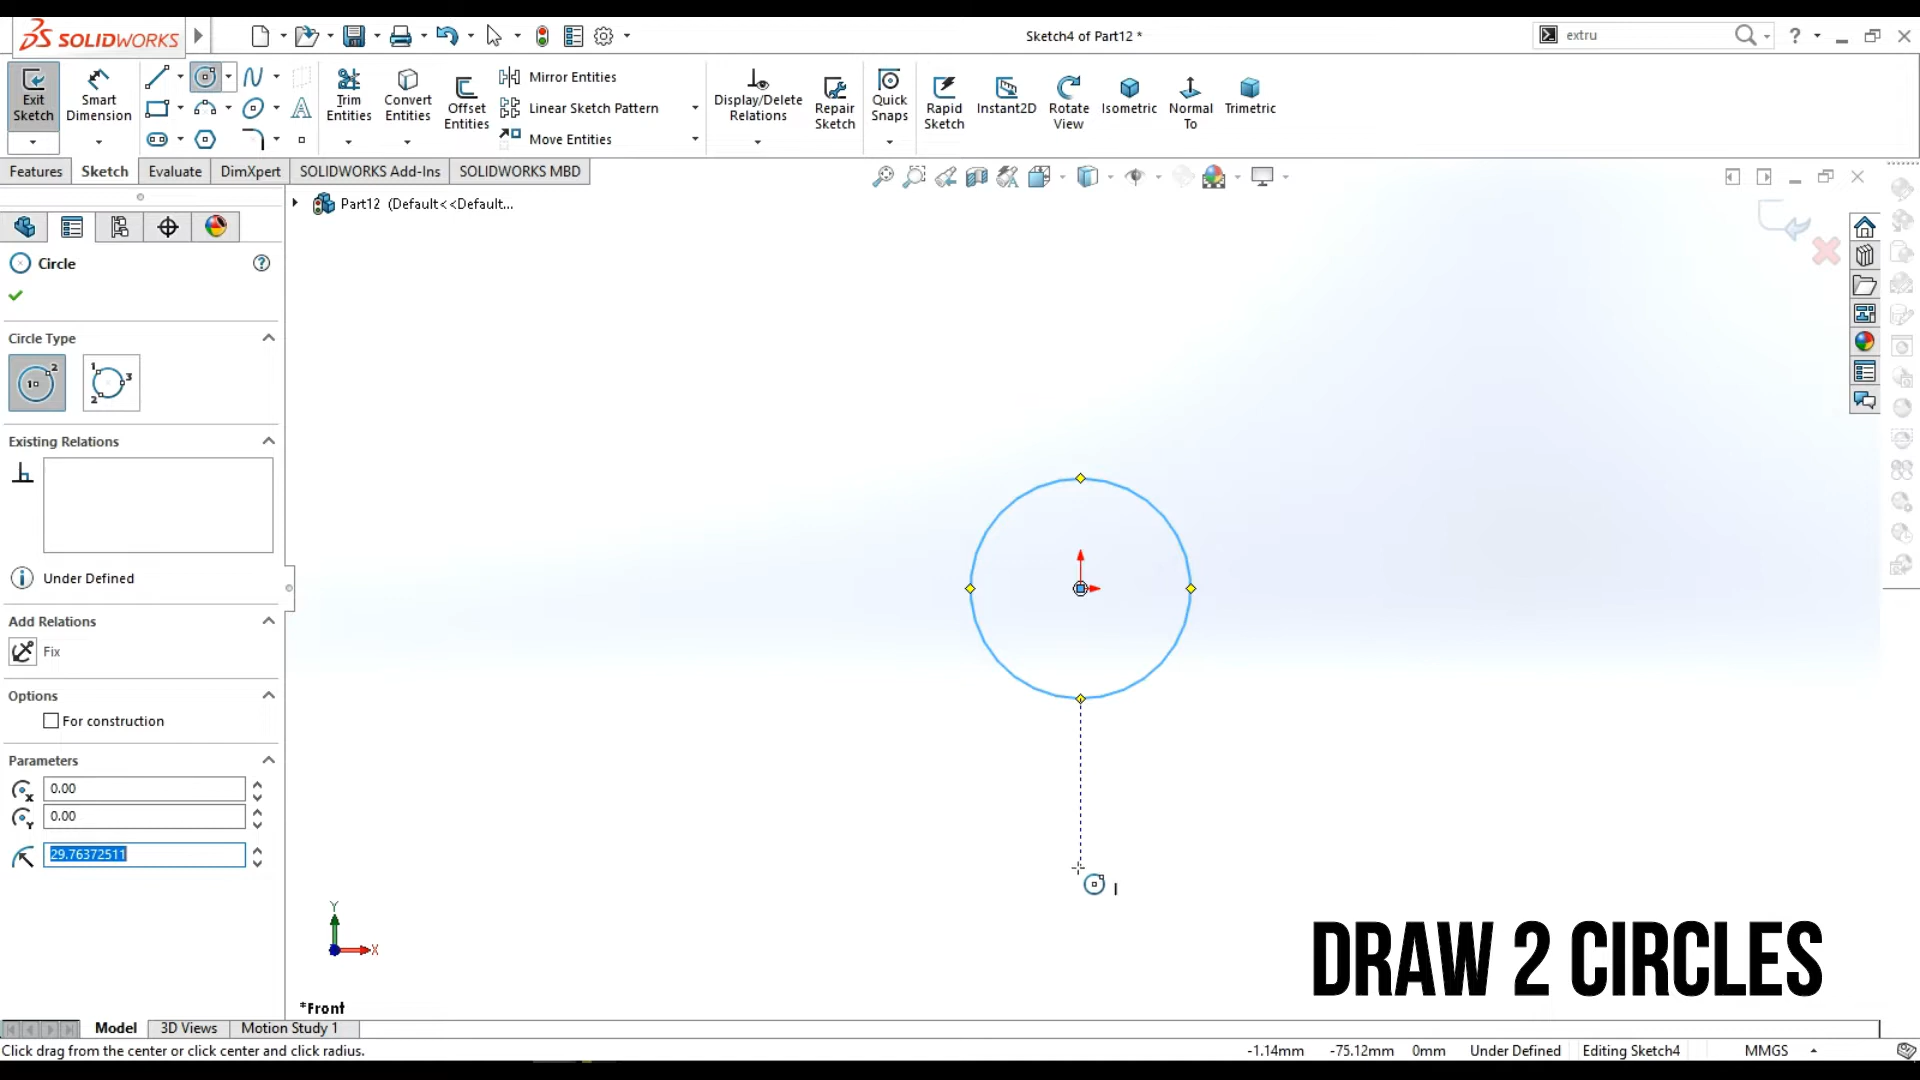 SOLIDWORKS
Sketch4 of Part12 *
extru
?
Exit Sketch
Smart Dimension
Trim Entities
Convert Entities
Offset Entities
Mirror Entities
Linear Sketch Pattern
Move Entities
Display/Delete Relations
Repair Sketch
Quick Snaps
Rapid Sketch
Instant2D
Rotate View
Isometric
Normal To
Trimetric
Features
Sketch
Evaluate
DimXpert
SOLIDWORKS Add-Ins
SOLIDWORKS MBD
Part12 (Default<<Default...
Circle
?
Circle Type
1 2
1 2 3
Existing Relations
Under Defined
Add Relations
Fix
Options
For construction
Parameters
X 0.00
Y 0.00
29.76372511
Y
X
*Front
DRAW 2 CIRCLES
Model
3D Views
Motion Study 1
Click drag from the center or click center and click radius.
-1.14mm
-75.12mm
0mm
Under Defined
Editing Sketch4
MMGS